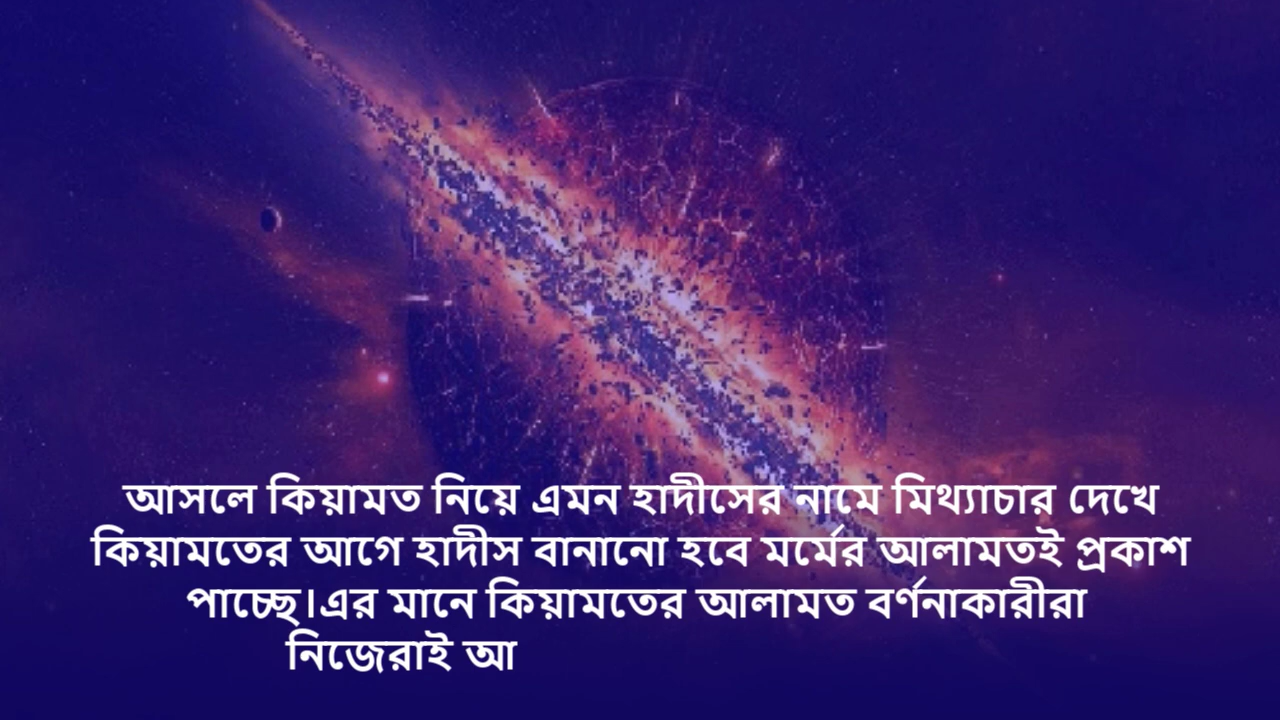 আসলে কিয়ামত নিয়ে এমন হাদীসের নামে মিথ্যাচার দেখে
কিয়ামতের আগে হাদীস বানানো হবে মর্মের আলামতই প্রকাশ
পাচ্ছে।এর মানে কিয়ামতের আলামত বর্ণনাকারীরা
নিজেরাই আ